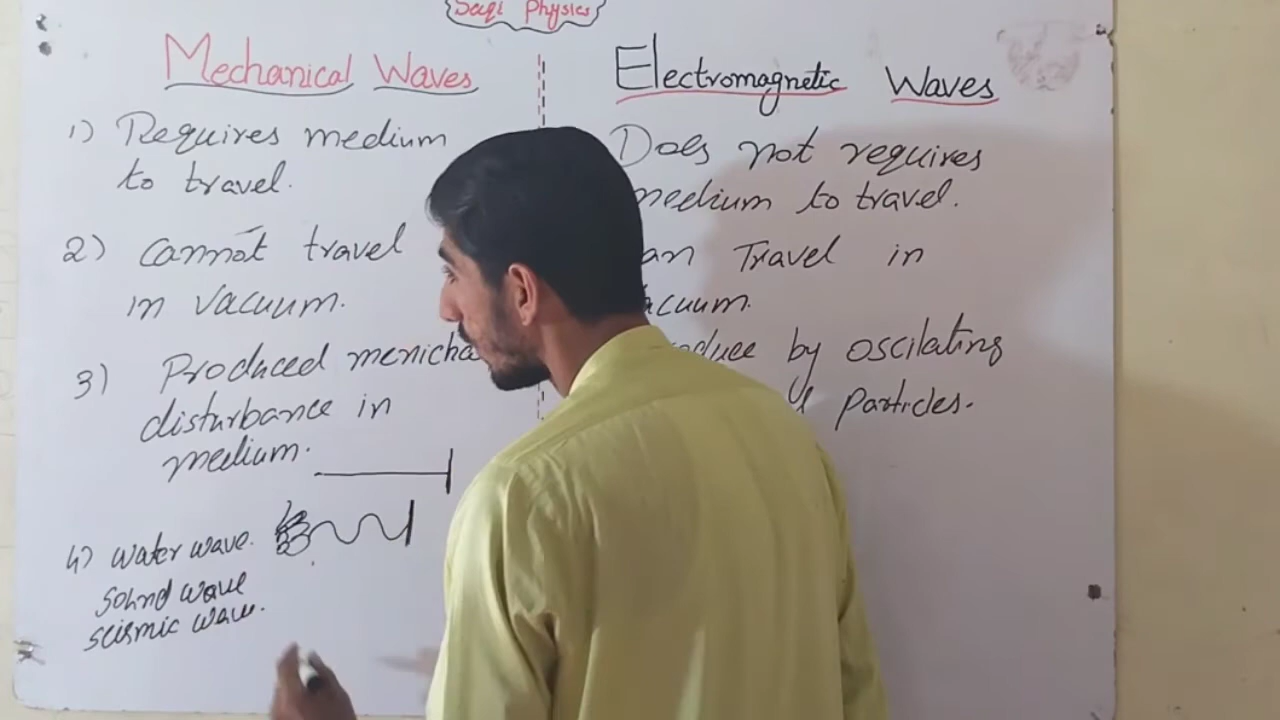 Saqi Physics
Mechanical Waves
1) Requires medium
to travel.
2) Cannot travel
in vacuum.
3) Produced menicha
disturbance in
medium.
4) water wave.
sound wave
seismic wave.
Electromagnetic Waves
Does not requires
medium to travel.
an Travel in
acuum.
oduce by oscilating
Particles.